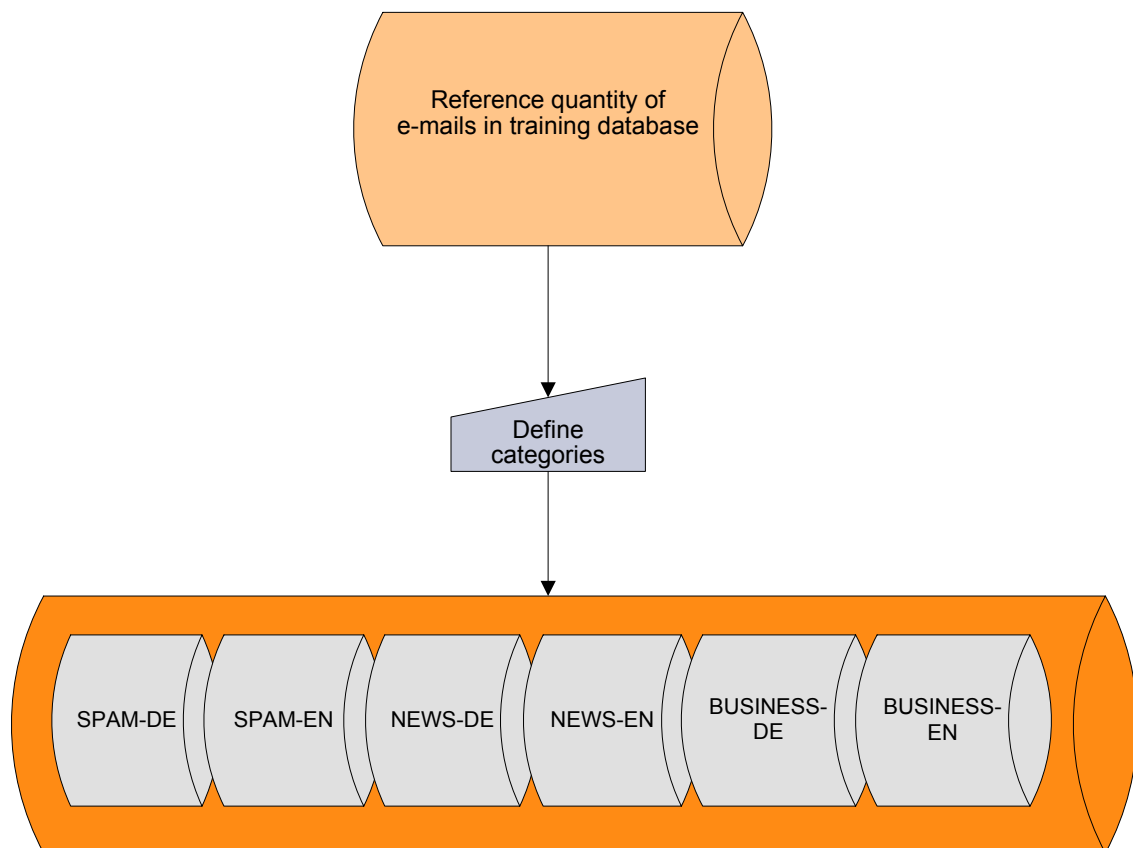 Reference quantity of
e-mails in training database
Define
categories
SPAM-DE
SPAM-EN
NEWS-DE
NEWS-EN
BUSINESS-
DE
BUSINESS-
EN